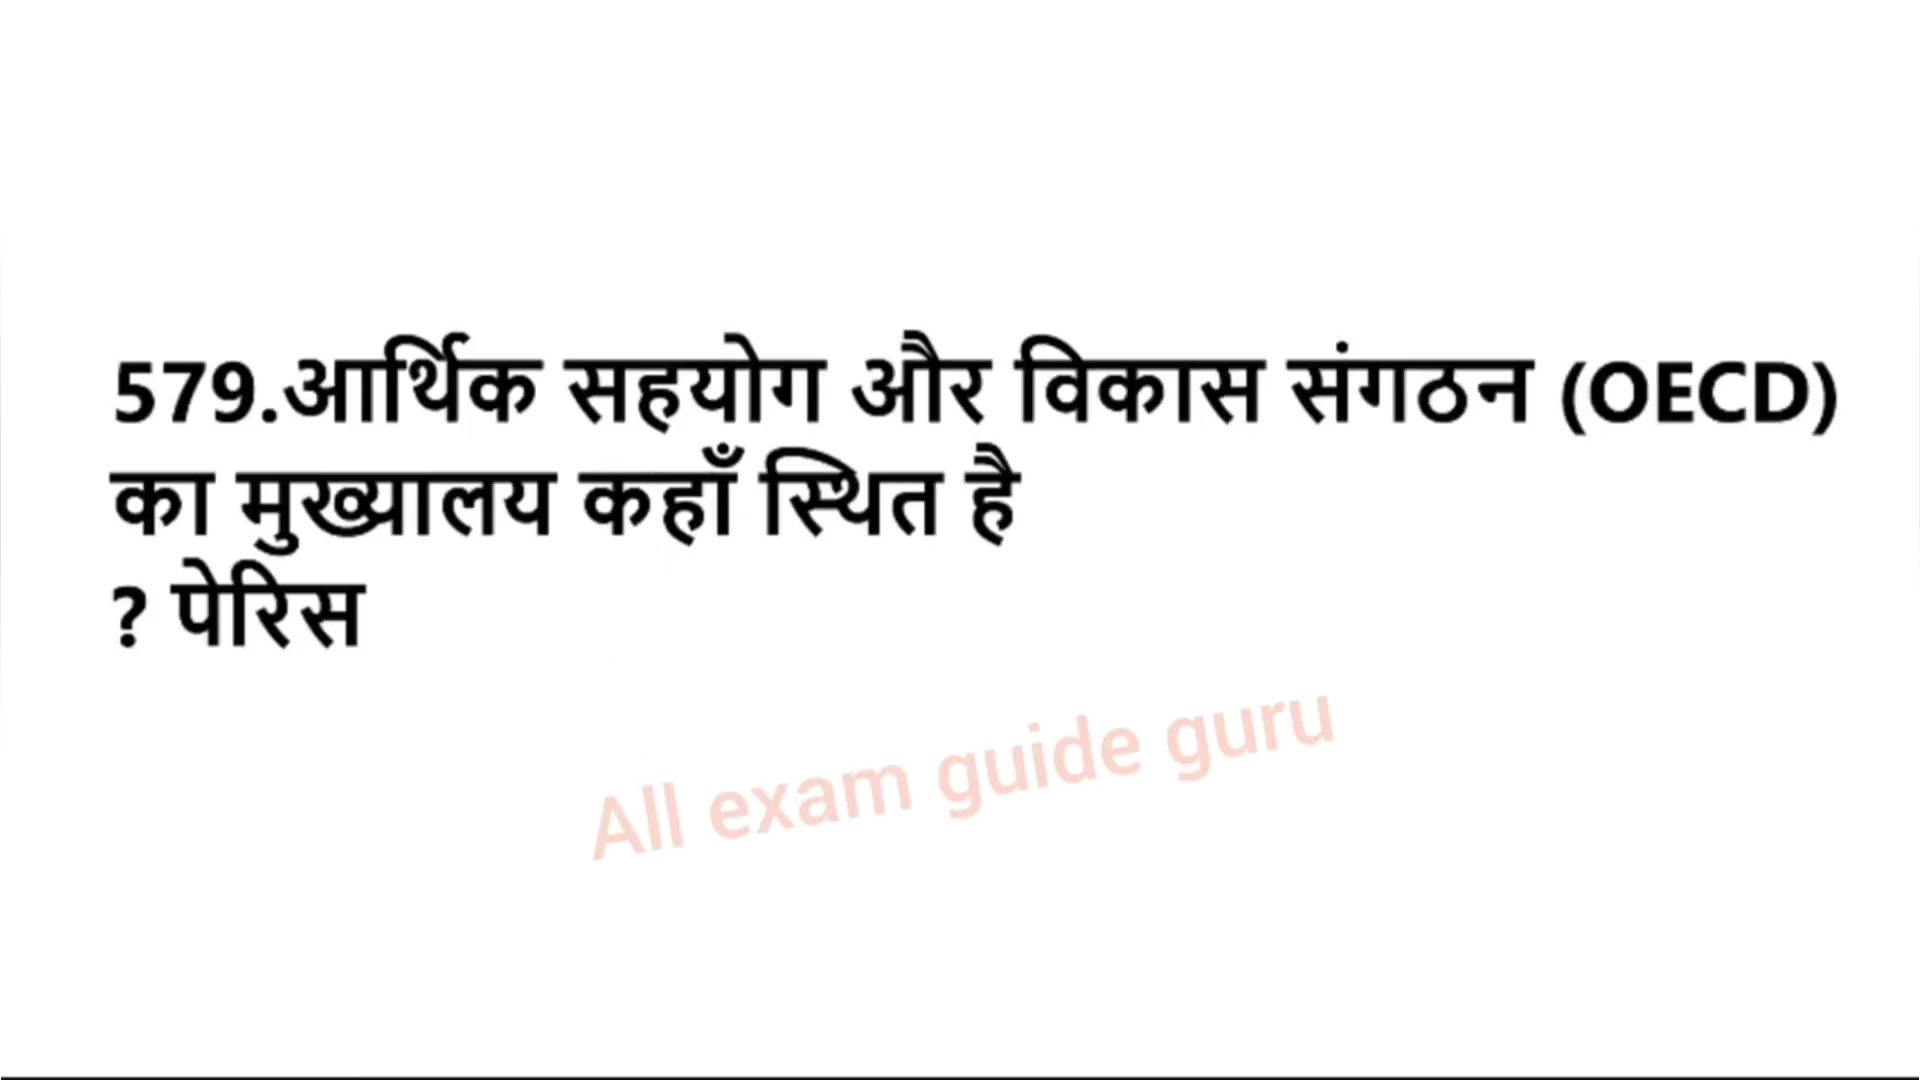 579.आर्थिक सहयोग और विकास संगठन (OECD)
का मुख्यालय कहाँ स्थित है
? पेरिस
All exam guide guru